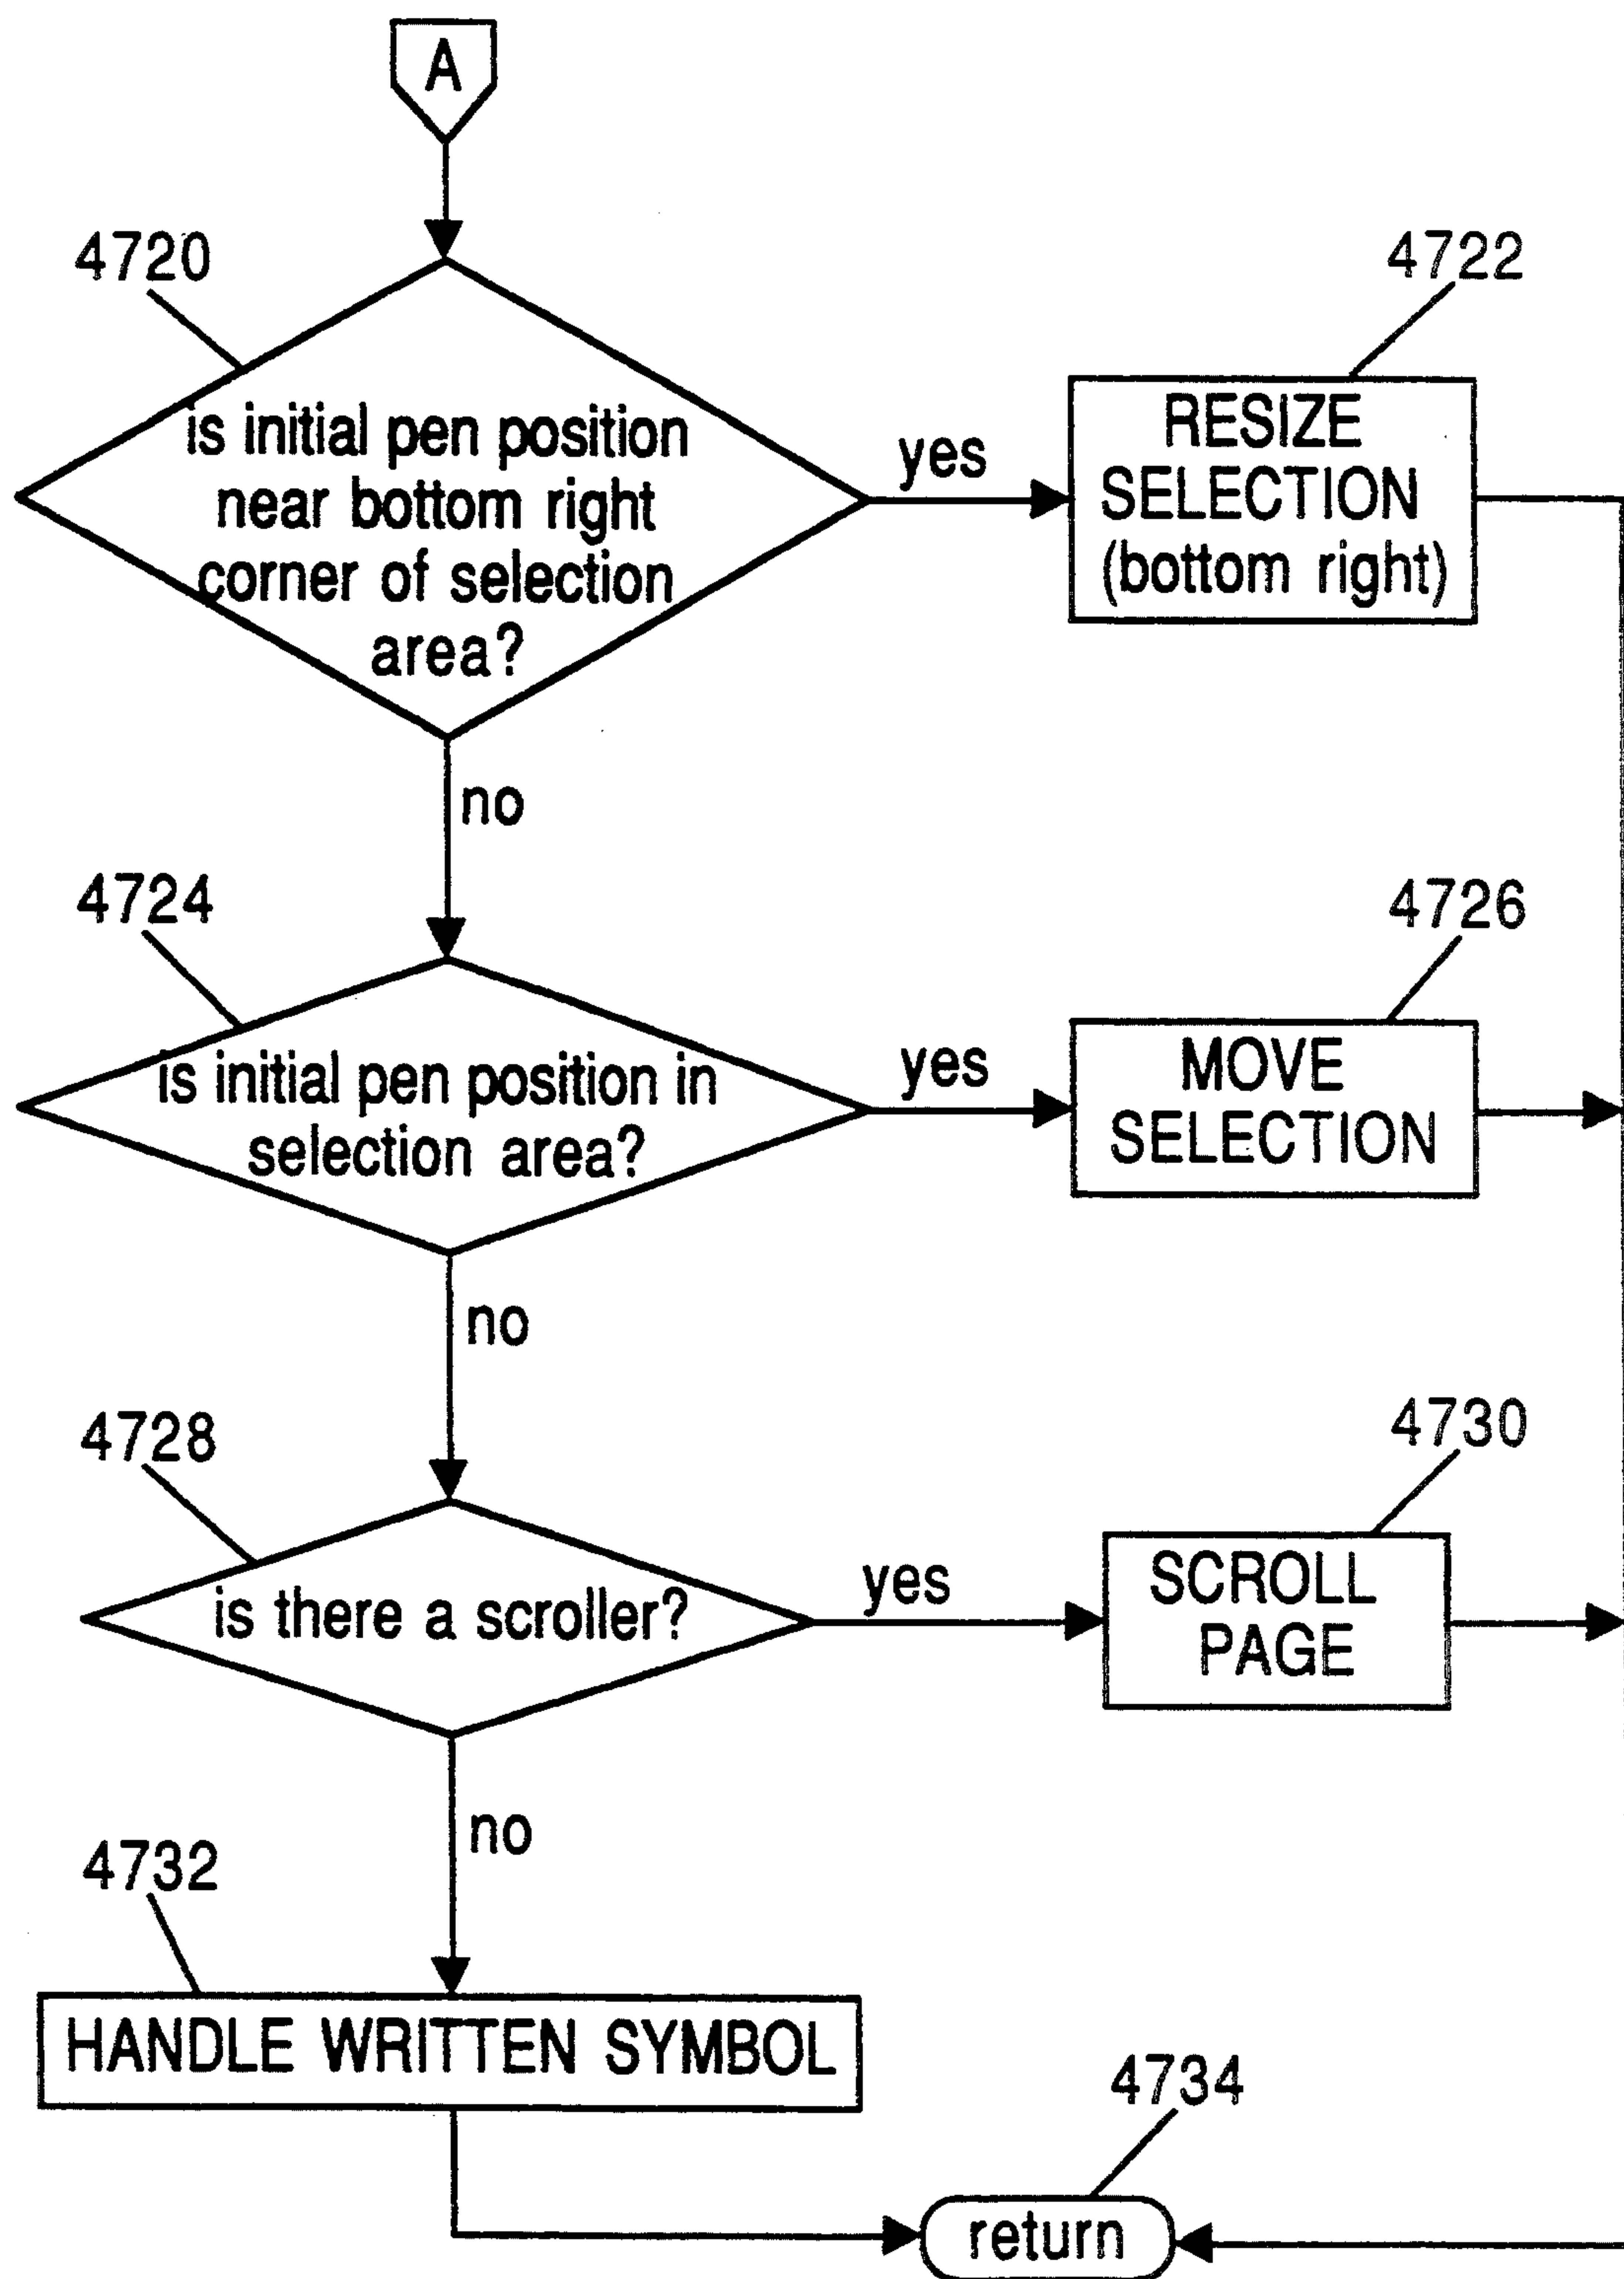 A
4720
4722
is initial pen position
near bottom right
corner of selection
area?
yes
RESIZE
SELECTION
(bottom right)
no
4724
4726
is initial pen position in
selection area?
yes
MOVE
SELECTION
no
4728
4730
is there a scroller?
yes
SCROLL
PAGE
no
4732
HANDLE WRITTEN SYMBOL
4734
return